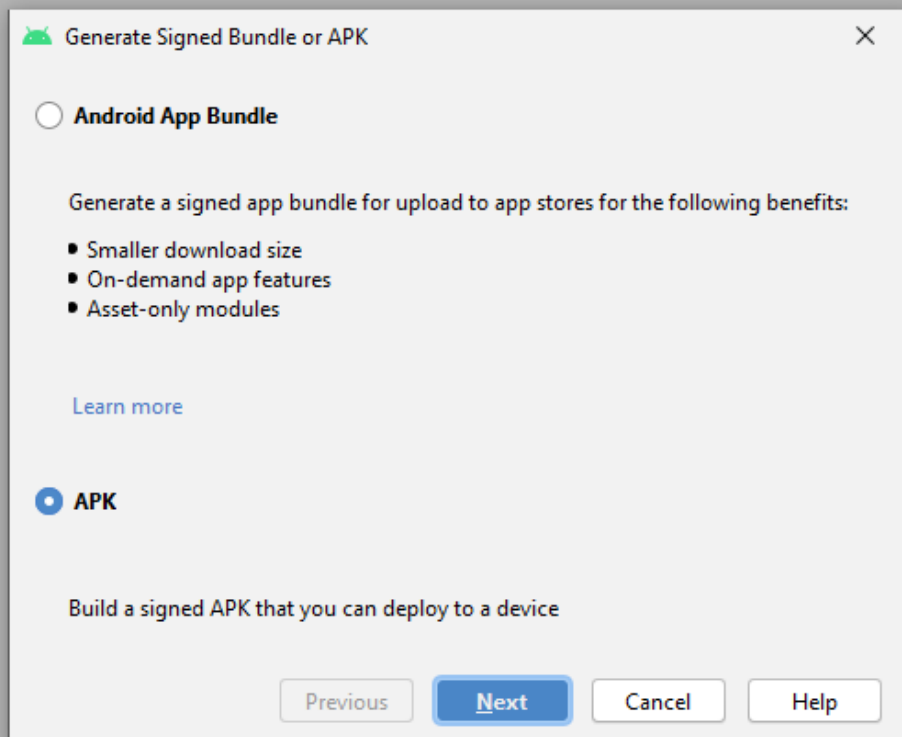 Generate Signed Bundle or APK
Android App Bundle
Generate a signed app bundle for upload to app stores for the following benefits:
Smaller download size
On-demand app features
Asset-only modules
Learn more
APK
Build a signed APK that you can deploy to a device
Previous Next Cancel Help